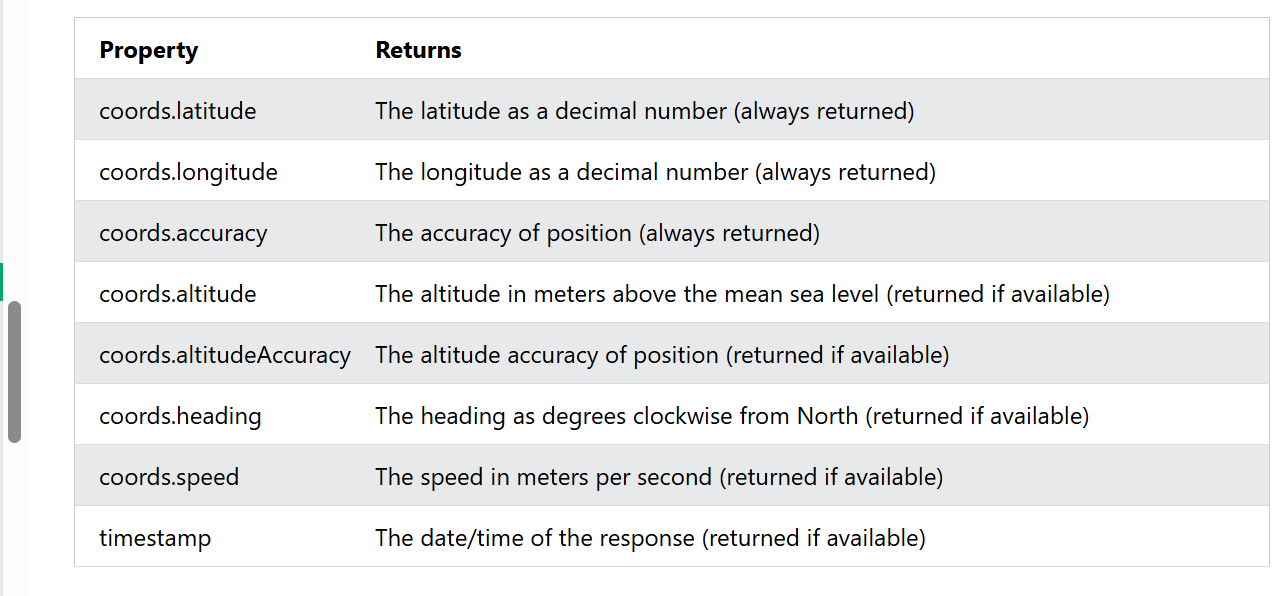 Property Returns
coords.latitude The latitude as a decimal number (always returned)
coords.longitude The longitude as a decimal number (always returned)
coords.accuracy The accuracy of position (always returned)
coords.altitude The altitude in meters above the mean sea level (returned if available)
coords.altitudeAccuracy The altitude accuracy of position (returned if available)
coords.heading The heading as degrees clockwise from North (returned if available)
coords.speed The speed in meters per second (returned if available)
timestamp The date/time of the response (returned if available)